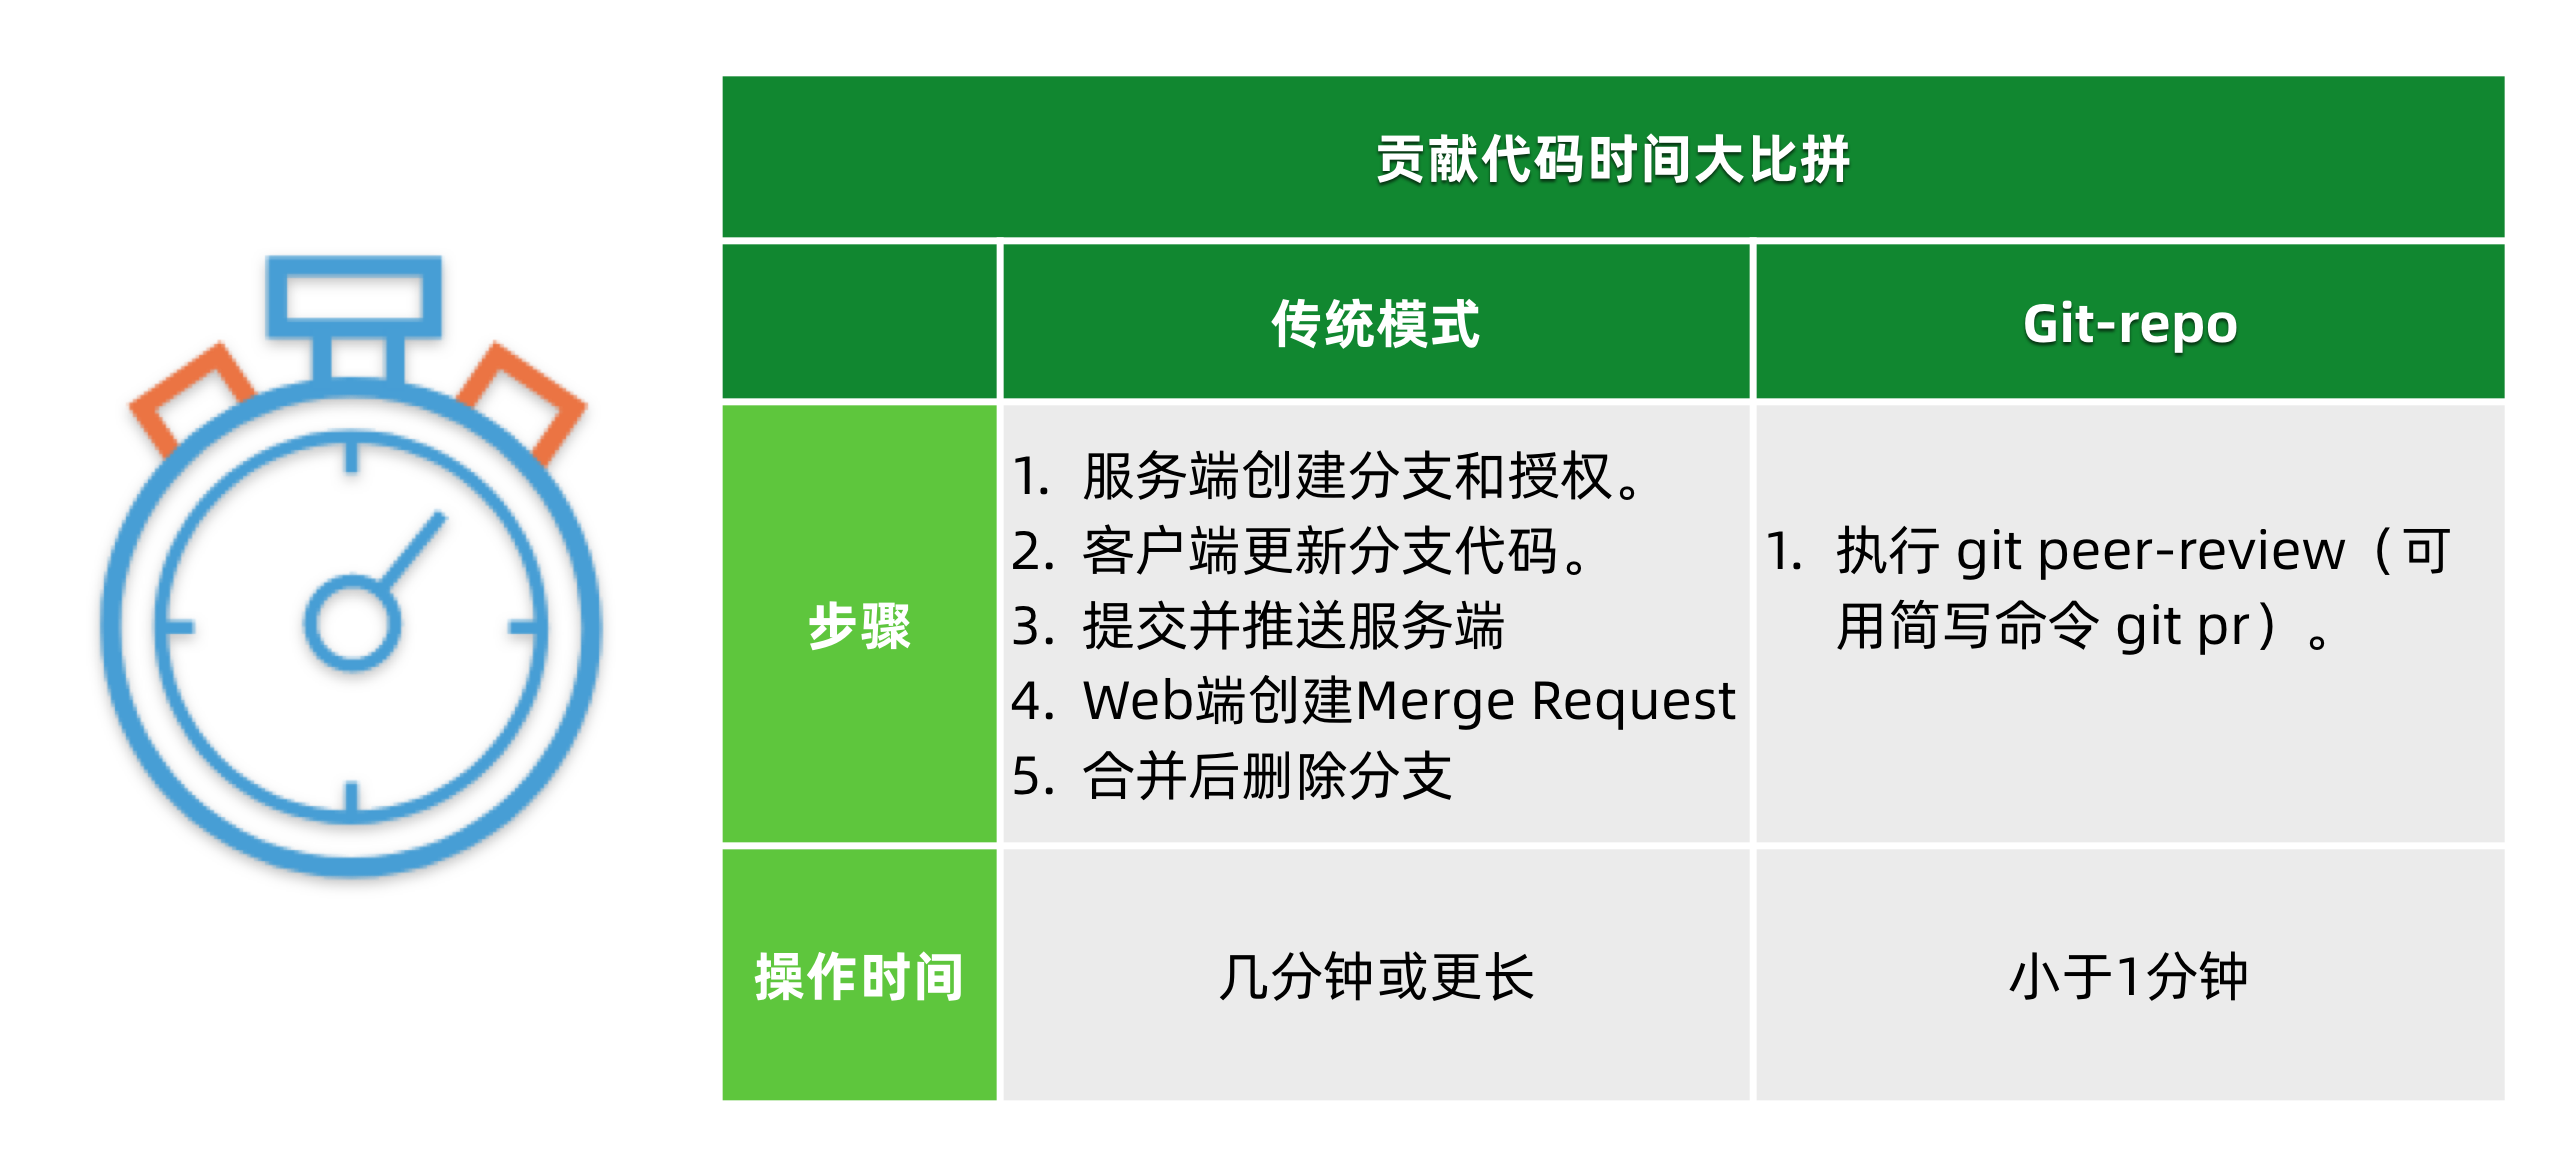 贡献代码时间大比拼
传统模式
Git-repo
步骤
1. 服务端创建分支和授权。
2. 客户端更新分支代码。
3. 提交并推送服务端
4. Web端创建Merge Request
5. 合并后删除分支
1. 执行 git peer-review（可
用简写命令 git pr）。
操作时间
几分钟或更长
小于1分钟